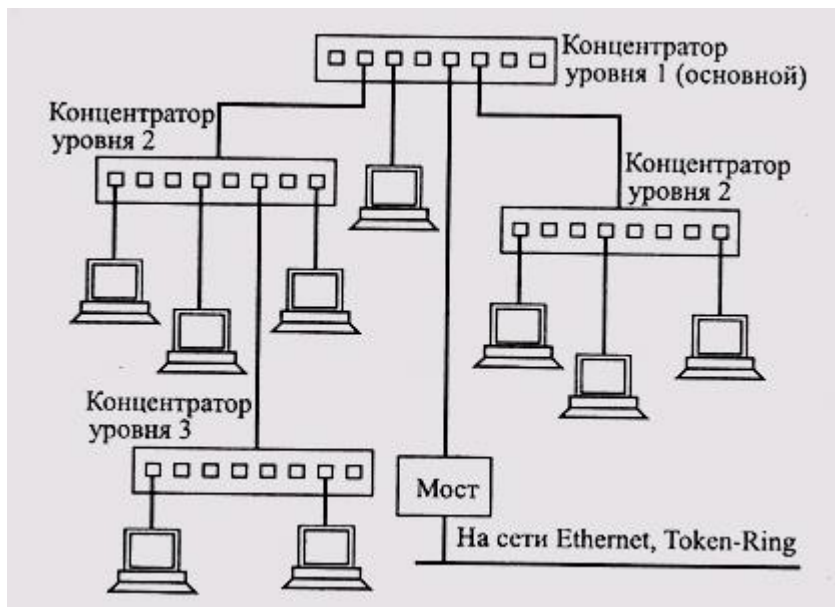 Концентратор
уровня 1 (основной)
Концентратор
уровня 2
Концентратор
уровня 2
Концентратор
уровня 3
Мост
На сети Ethernet, Token-Ring